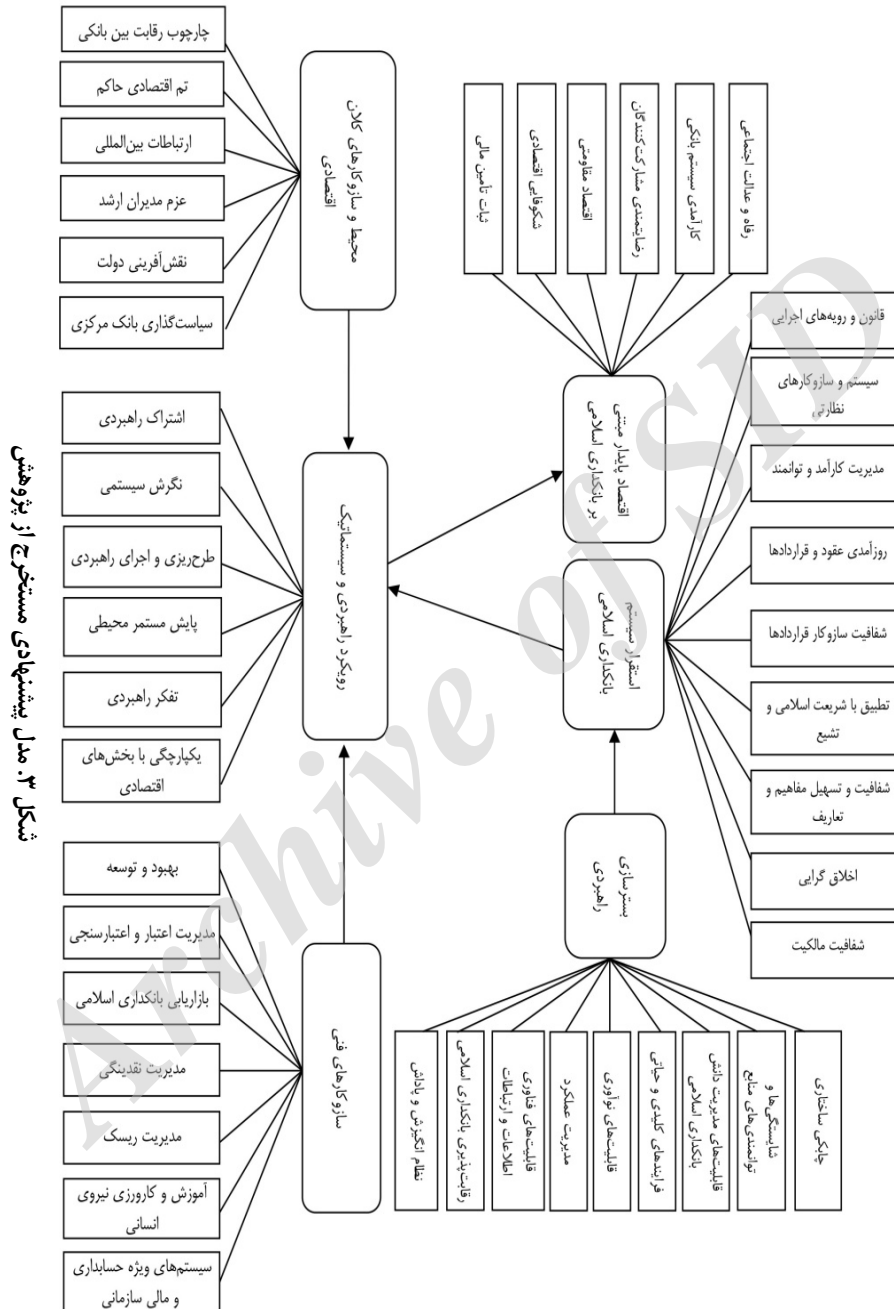 چارچوب رقابت بین بانکی
تم اقتصادی حاکم
ارتباطات بین‌المللی
عزم مدیران ارشد
نقش‌آفرینی دولت
سیاست‌گذاری بانک مرکزی
محیط و سازوکارهای کلان
اقتصادی
رفاه و عدالت اجتماعی
کارآمدی سیستم بانکی
رضایتمندی مشارکت‌کنندگان
اقتصاد مقاومتی
شکوفایی اقتصادی
ثبات تأمین مالی
اقتصاد پایدار مبتنی
بر بانکداری اسلامی
قانون و رویه‌های اجرایی
سیستم و سازوکارهای
نظارتی
مدیریت کارآمد و توانمند
روزآمدی عقود و قراردادها
شفافیت سازوکار قراردادها
تطبیق با شریعت اسلامی و
تشیع
شفافیت و تسهیل مفاهیم و
تعاریف
اخلاق گرایی
شفافیت مالکیت
استقرار سیستم
بانکداری اسلامی
اشتراک راهبردی
نگرش سیستمی
طرح‌ریزی و اجرای راهبردی
پایش مستمر محیطی
تفکر راهبردی
یکپارچگی با بخش‌های
اقتصادی
رویکرد راهبردی و سیستماتیک
بسترسازی
راهبردی
چابکی ساختاری
شایستگی‌ها و
توانمندی‌های منابع
قابلیت‌های مدیریت دانش
بانکداری اسلامی
فرایندهای کلیدی و حیاتی
قابلیت‌های نوآوری
مدیریت عملکرد
قابلیت‌های فناوری
اطلاعات و ارتباطات
رقابت‌پذیری بانکداری اسلامی
نظام انگیزش و پاداش
سازوکارهای فنی
بهبود و توسعه
مدیریت اعتبار و اعتبارسنجی
بازاریابی بانکداری اسلامی
مدیریت نقدینگی
مدیریت ریسک
آموزش و کارورزی نیروی
انسانی
سیستم‌های ویژه حسابداری
و مالی سازمانی
شکل ۳. مدل پیشنهادی مستخرج از پژوهش
Archive of SID